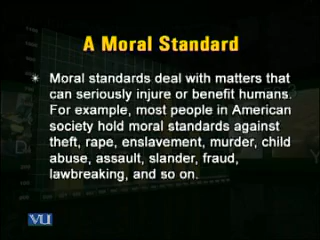 A Moral Standard
* Moral standards deal with matters that
can seriously injure or benefit humans.
For example, most people in American
society hold moral standards against
theft, rape, enslavement, murder, child
abuse, assault, slander, fraud,
lawbreaking, and so on.
VU